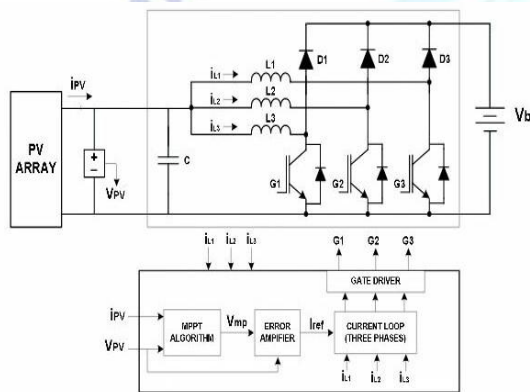 D1
D2
D3
iPV
iL1
L1
iL2
L2
iL3
L3
PV
ARRAY
+
-
VPV
C
G1
G2
G3
Vb
iL1
iL2
iL3
G1
G2
G3
GATE DRIVER
iPV
VPV
MPPT
ALGORITHM
Vmp
ERROR
AMPIFIER
Iref
CURRENT LOOP
(THREE PHASES)
iL1
iL2
iL3